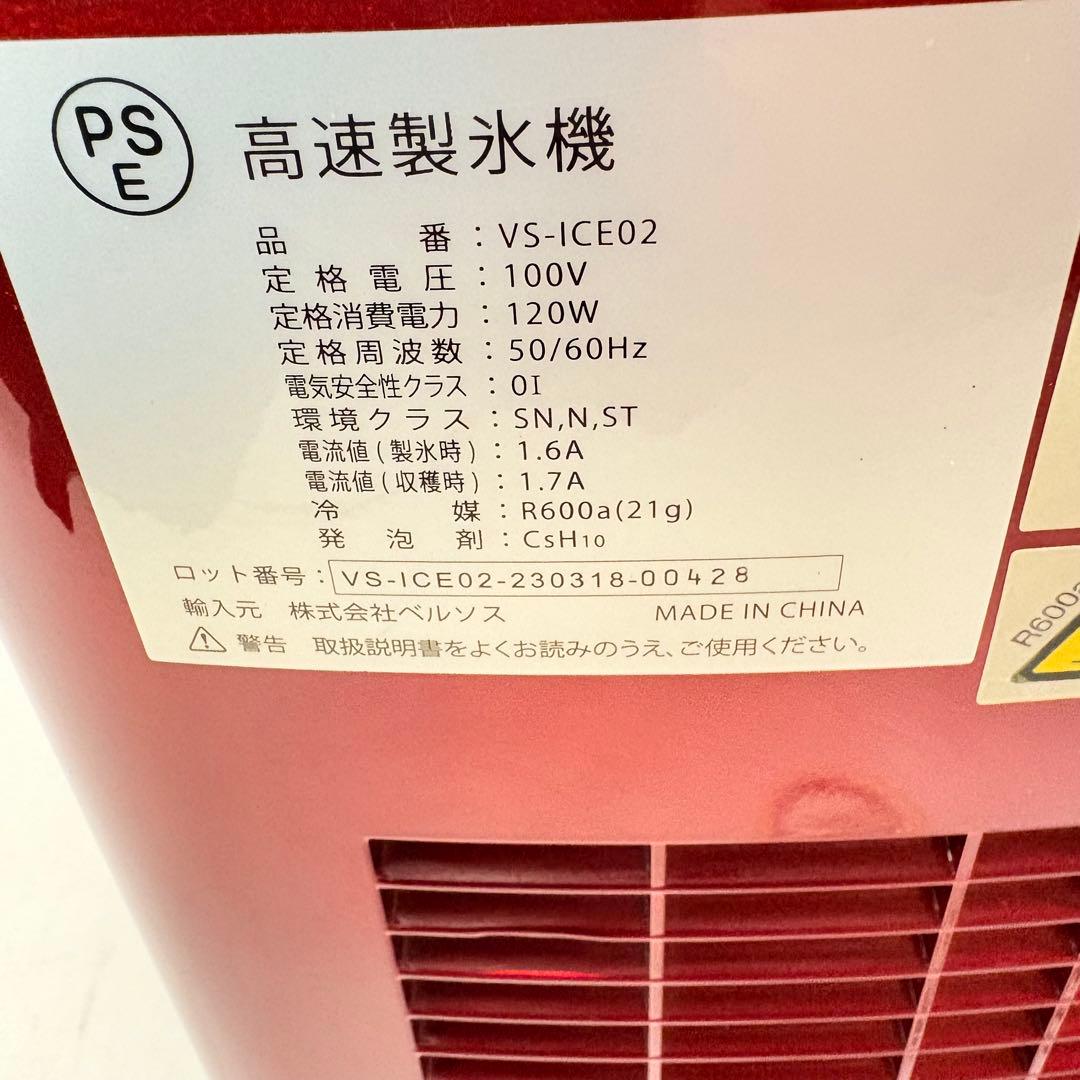 PS
E
高速製氷機
品番：VS-ICE02
定格電圧：100V
定格消費電力：120W
定格周波数：50/60Hz
電気安全性クラス：0I
環境クラス：SN,N,ST
電流値(製氷時)：1.6A
電流値(収穫時)：1.7A
冷媒：R600a(21g)
発泡剤：CsH10
ロット番号：VS-ICE02-230318-00428
輸入元 株式会社ベルソス MADE IN CHINA
警告 取扱説明書をよくお読みのうえ、ご使用ください。
R600a